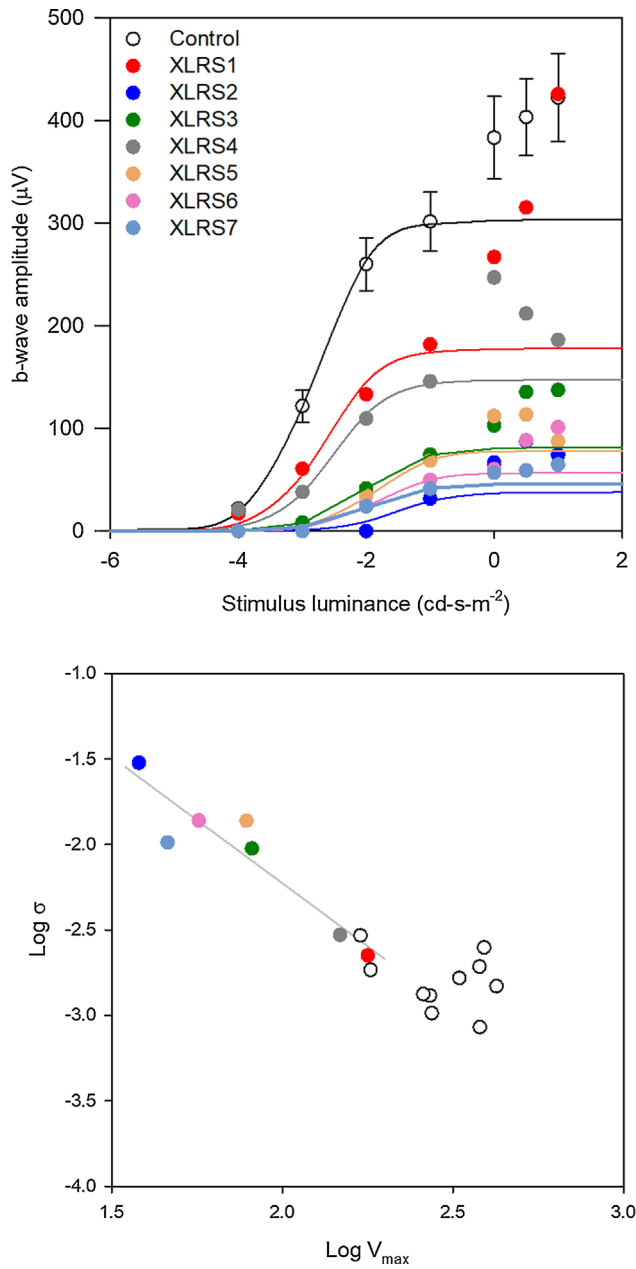 500
400
300
200
100
0
b-wave amplitude (μV)
Control
XLRS1
XLRS2
XLRS3
XLRS4
XLRS5
XLRS6
XLRS7
-6 -4 -2 0 2
Stimulus luminance (cd-s-m-2)
-1.0
-1.5
-2.0
-2.5
-3.0
-3.5
-4.0
Log σ
1.5 2.0 2.5 3.0
Log Vmax